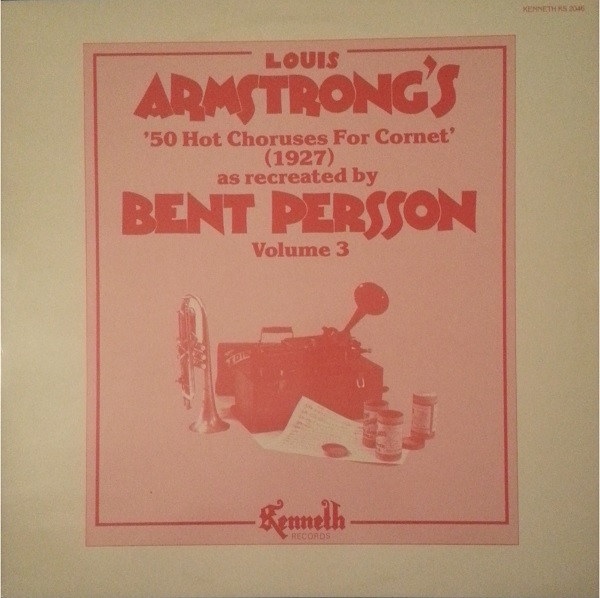 KENNETH KS 2046
LOUIS
ARMSTRONG'S
'50 Hot Choruses For Cornet'
(1927)
as recreated by
BENT PERSSON
Volume 3
Kenneth
RECORDS